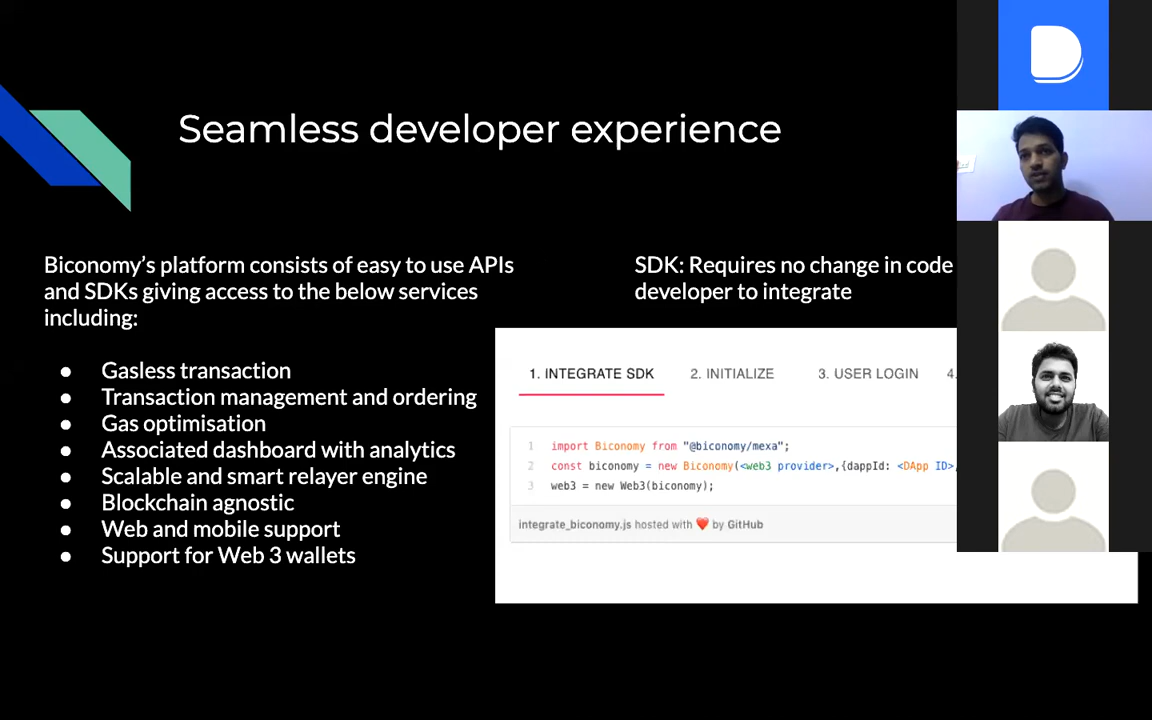 Seamless developer experience
Biconomy’s platform consists of easy to use APIs
and SDKs giving access to the below services
including:
● Gasless transaction
● Transaction management and ordering
● Gas optimisation
● Associated dashboard with analytics
● Scalable and smart relayer engine
● Blockchain agnostic
● Web and mobile support
● Support for Web 3 wallets
SDK: Requires no change in code
developer to integrate
1. INTEGRATE SDK 2. INITIALIZE 3. USER LOGIN 4.
1 import Biconomy from "@biconomy/mexa";
2 const biconomy = new Biconomy(<web3 provider>,{dappId: <DApp ID>,
3 web3 = new Web3(biconomy);
integrate_biconomy.js hosted with ❤ by GitHub